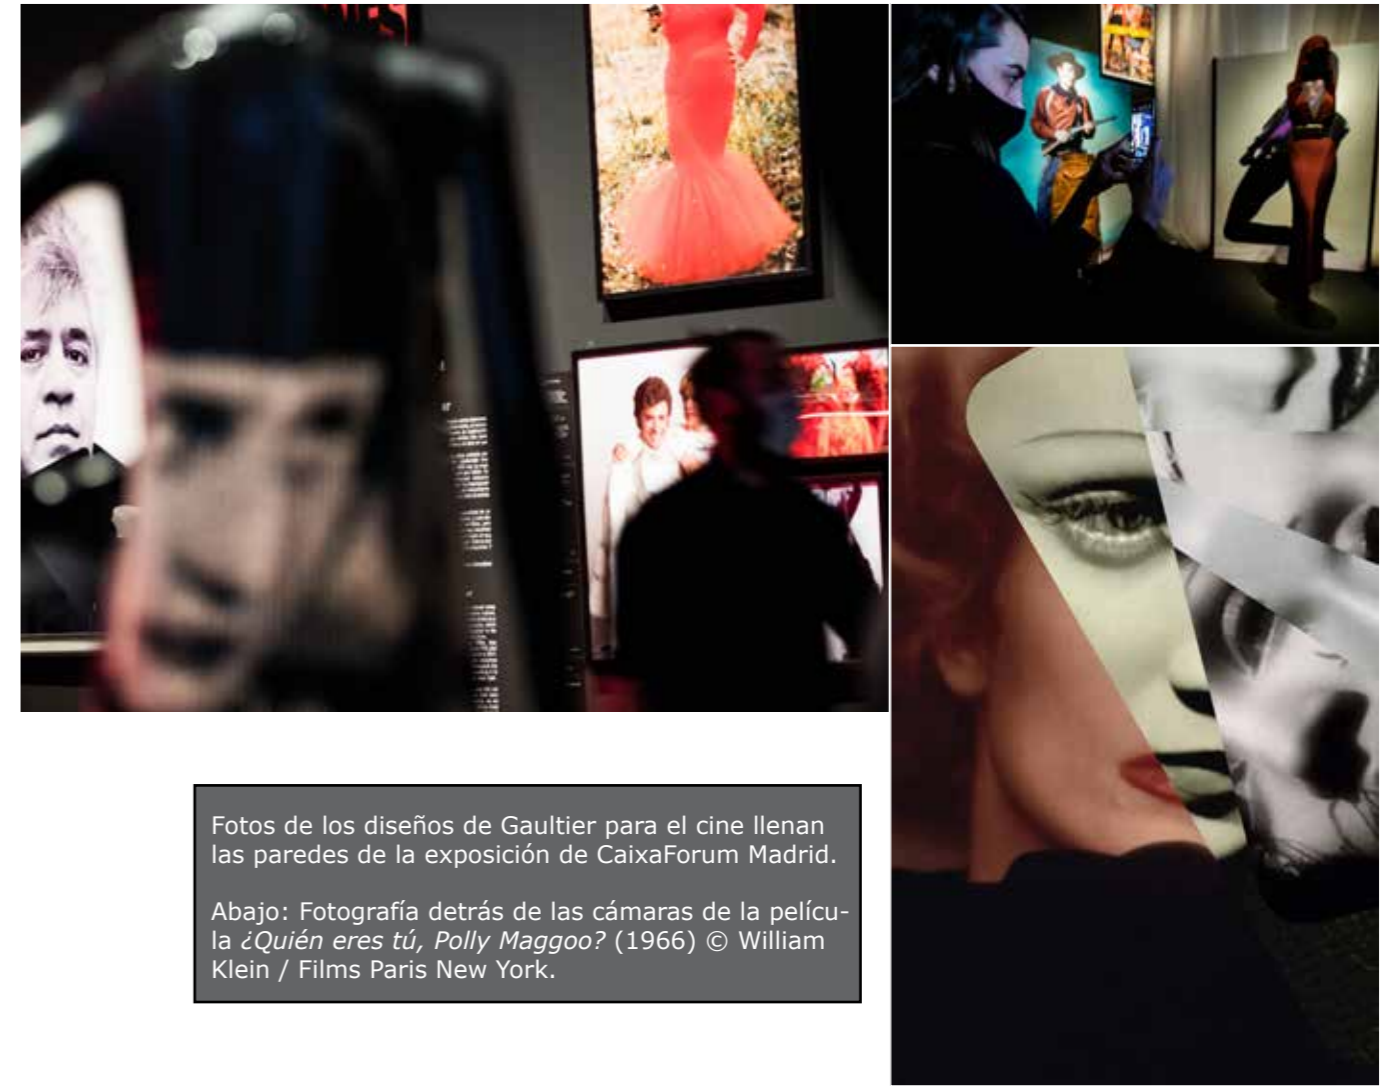 Fotos de los diseños de Gaultier para el cine llenan
las paredes de la exposición de CaixaForum Madrid.
Abajo: Fotografía detrás de las cámaras de la pelícu-
la ¿Quién eres tú, Polly Maggoo? (1966) © William
Klein / Films Paris New York.